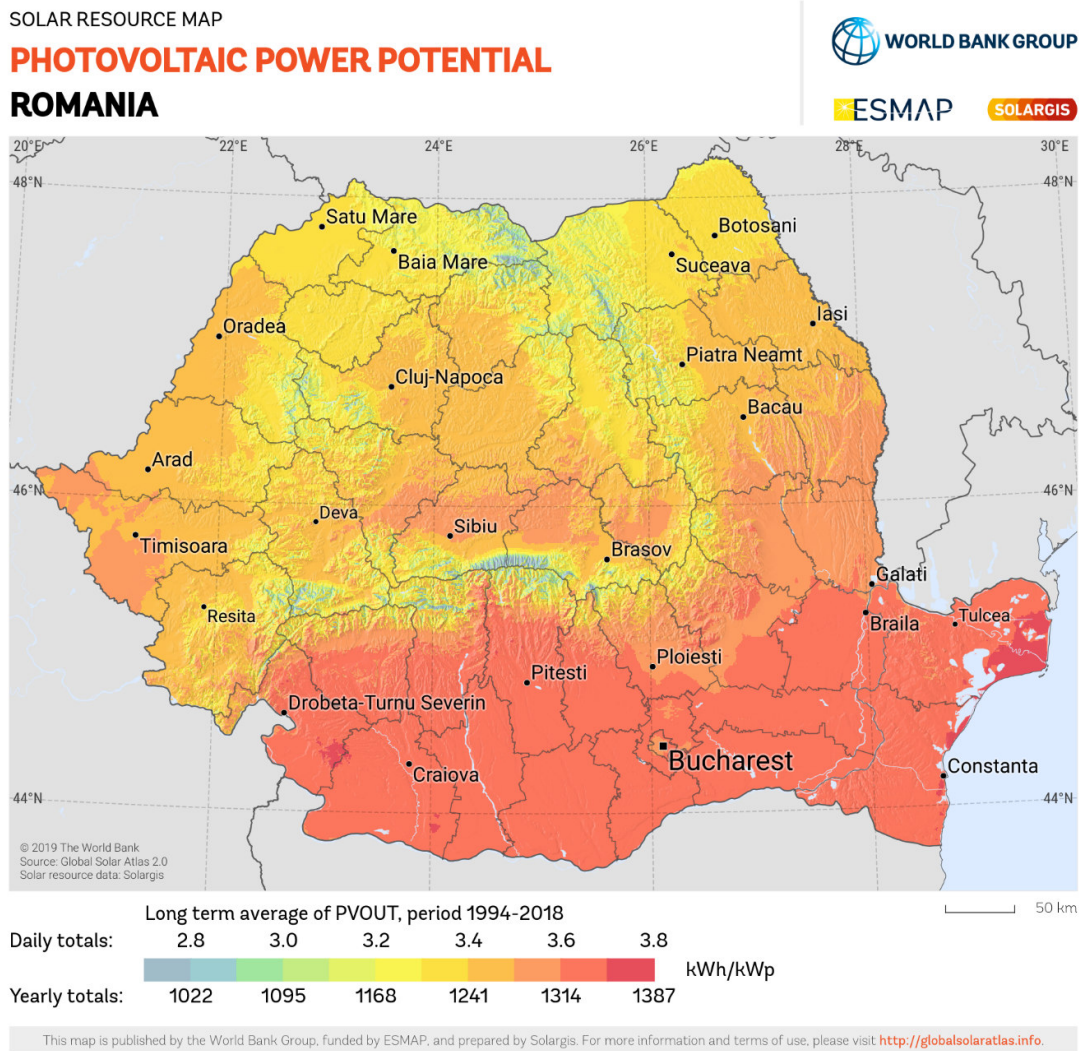 SOLAR RESOURCE MAP
PHOTOVOLTAIC POWER POTENTIAL
ROMANIA
WORLD BANK GROUP
ESMAP
SOLARGIS
20°E 22°E 24°E 26°E 28°E 30°E
48°N 48°N
Satu Mare
Botosani
Baia Mare
Suceava
Iasi
Oradea
Piatra Neamt
Cluj-Napoca
Bacau
Arad
46°N 46°N
Deva
Sibiu
Timisoara
Brasov
Galati
Resita
Braila
Tulcea
Ploiesti
Pitesti
Drobeta-Turnu Severin
Bucharest
Constanta
Craiova
44°N 44°N
© 2019 The World Bank
Source: Global Solar Atlas 2.0
Solar resource data: Solargis
Long term average of PVOUT, period 1994-2018
50 km
Daily totals: 2.8 3.0 3.2 3.4 3.6 3.8
kWh/kWp
Yearly totals: 1022 1095 1168 1241 1314 1387
This map is published by the World Bank Group, funded by ESMAP, and prepared by Solargis. For more information and terms of use, please visit http://globalsolaratlas.info.